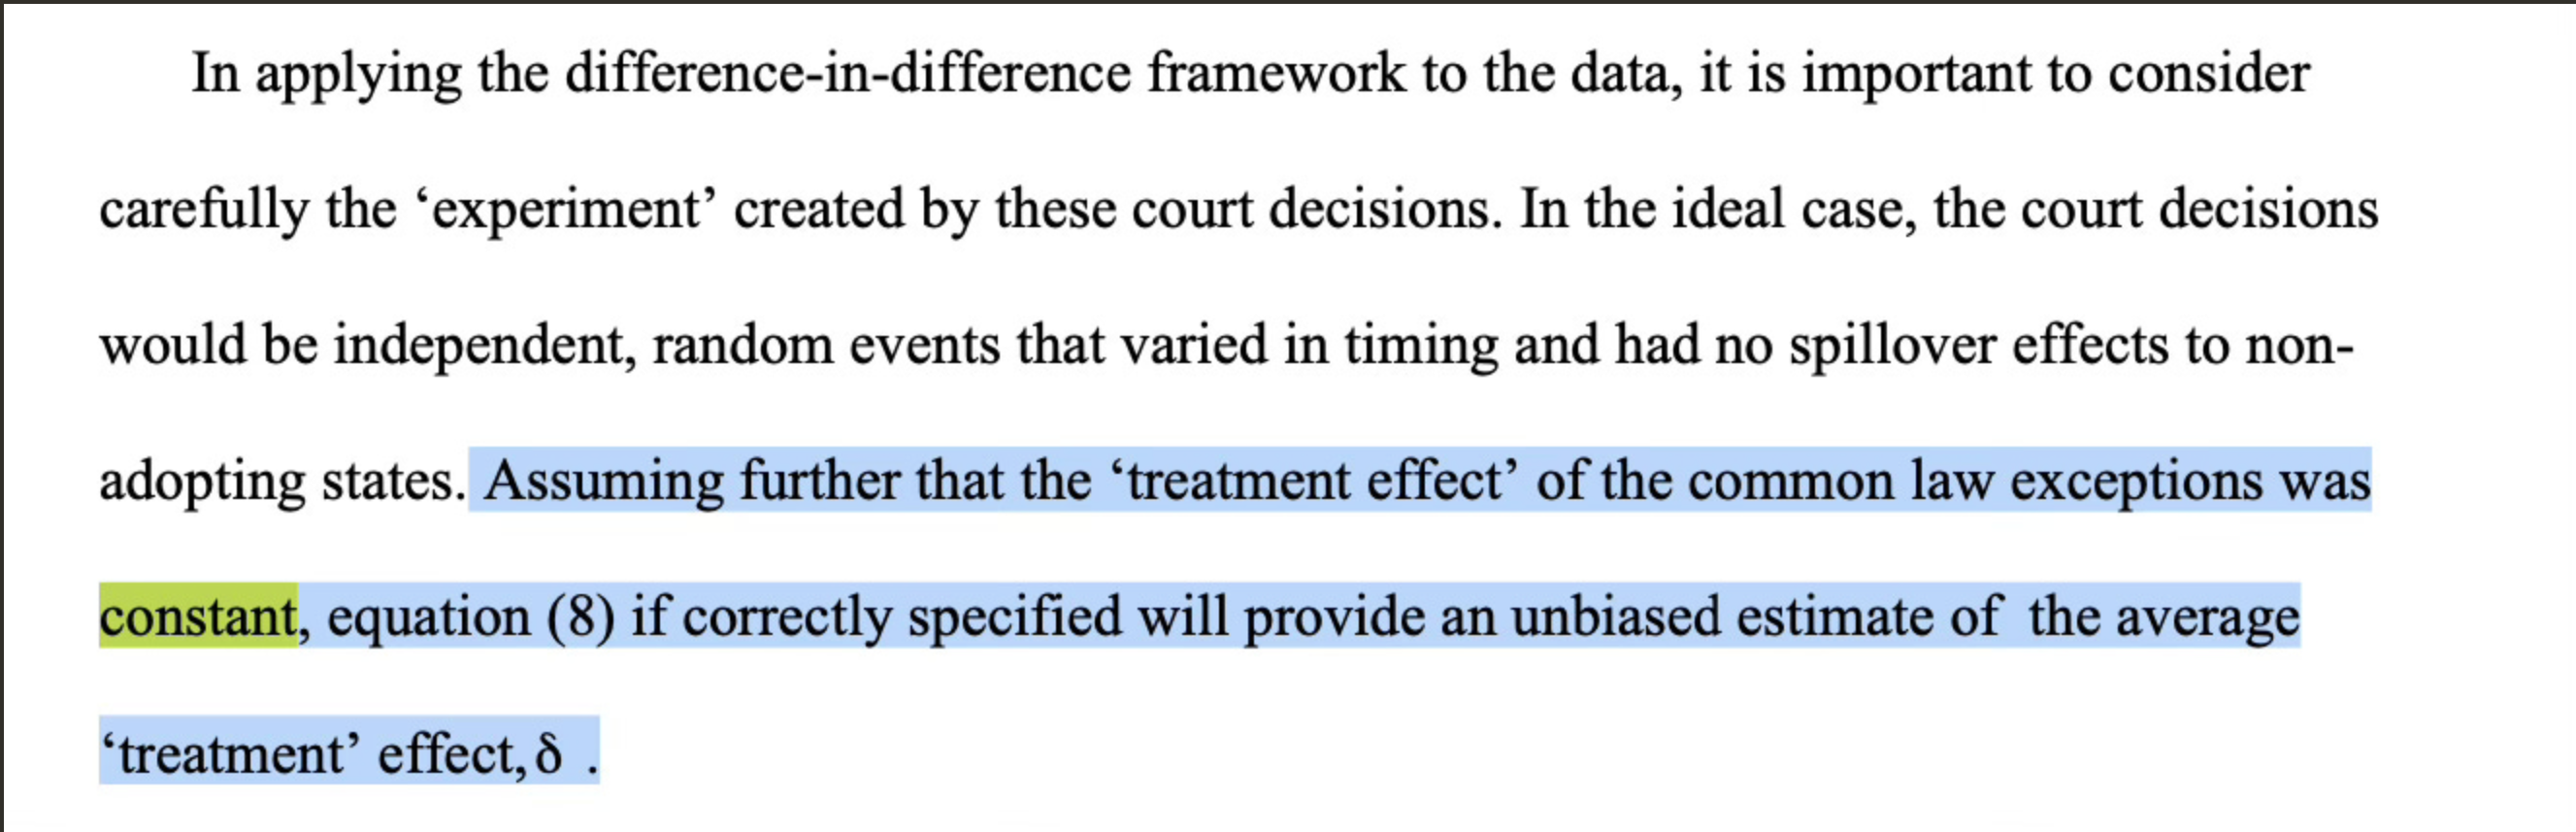 In applying the difference-in-difference framework to the data, it is important to consider
carefully the ‘experiment’ created by these court decisions. In the ideal case, the court decisions
would be independent, random events that varied in timing and had no spillover effects to non-
adopting states. Assuming further that the ‘treatment effect’ of the common law exceptions was
constant, equation (8) if correctly specified will provide an unbiased estimate of the average
‘treatment’ effect, δ .